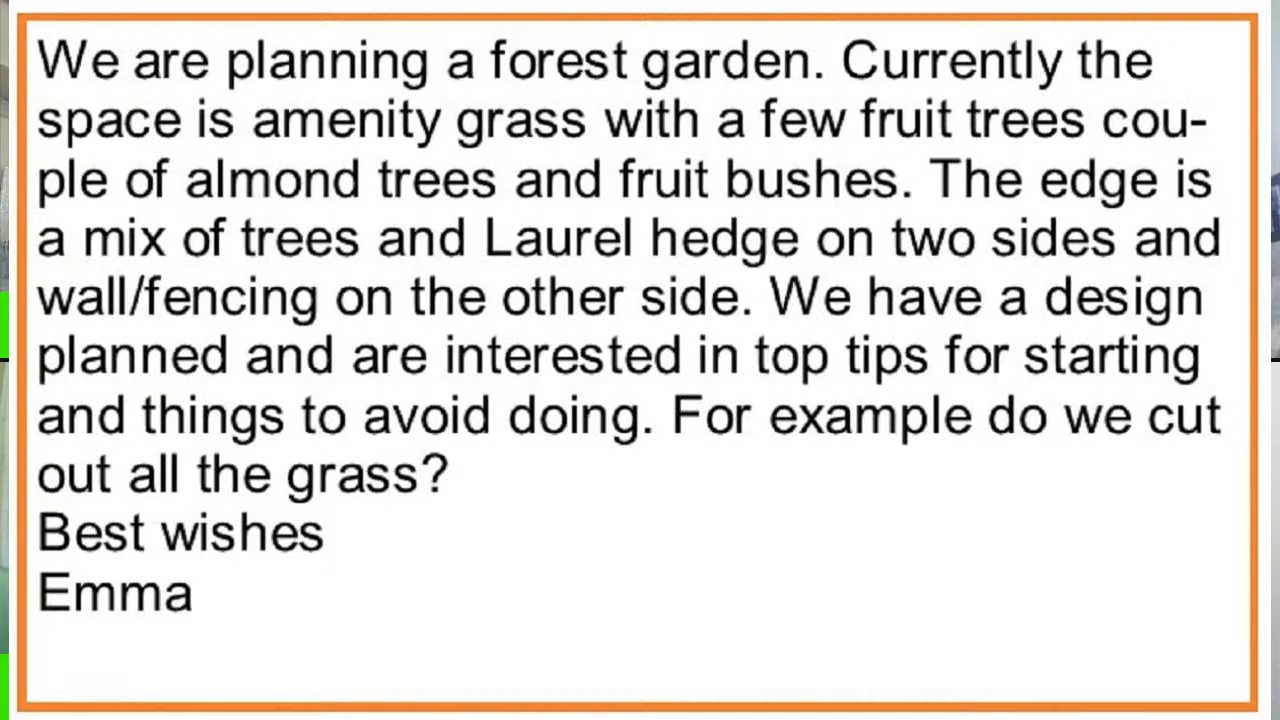 We are planning a forest garden. Currently the
space is amenity grass with a few fruit trees cou-
ple of almond trees and fruit bushes. The edge is
a mix of trees and Laurel hedge on two sides and
wall/fencing on the other side. We have a design
planned and are interested in top tips for starting
and things to avoid doing. For example do we cut
out all the grass?
Best wishes
Emma